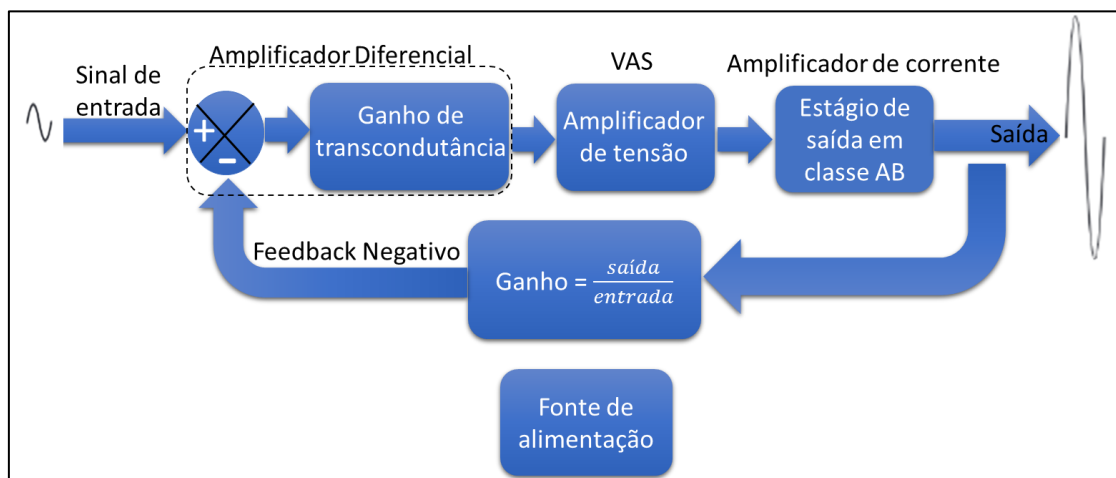 Amplificador Diferencial
Sinal de
entrada
+
-
Ganho de
transcondutância
VAS
Amplificador
de tensão
Amplificador de corrente
Estágio de
saída em
classe AB
Saída
Feedback Negativo
Ganho = saída/entrada
Fonte de
alimentação